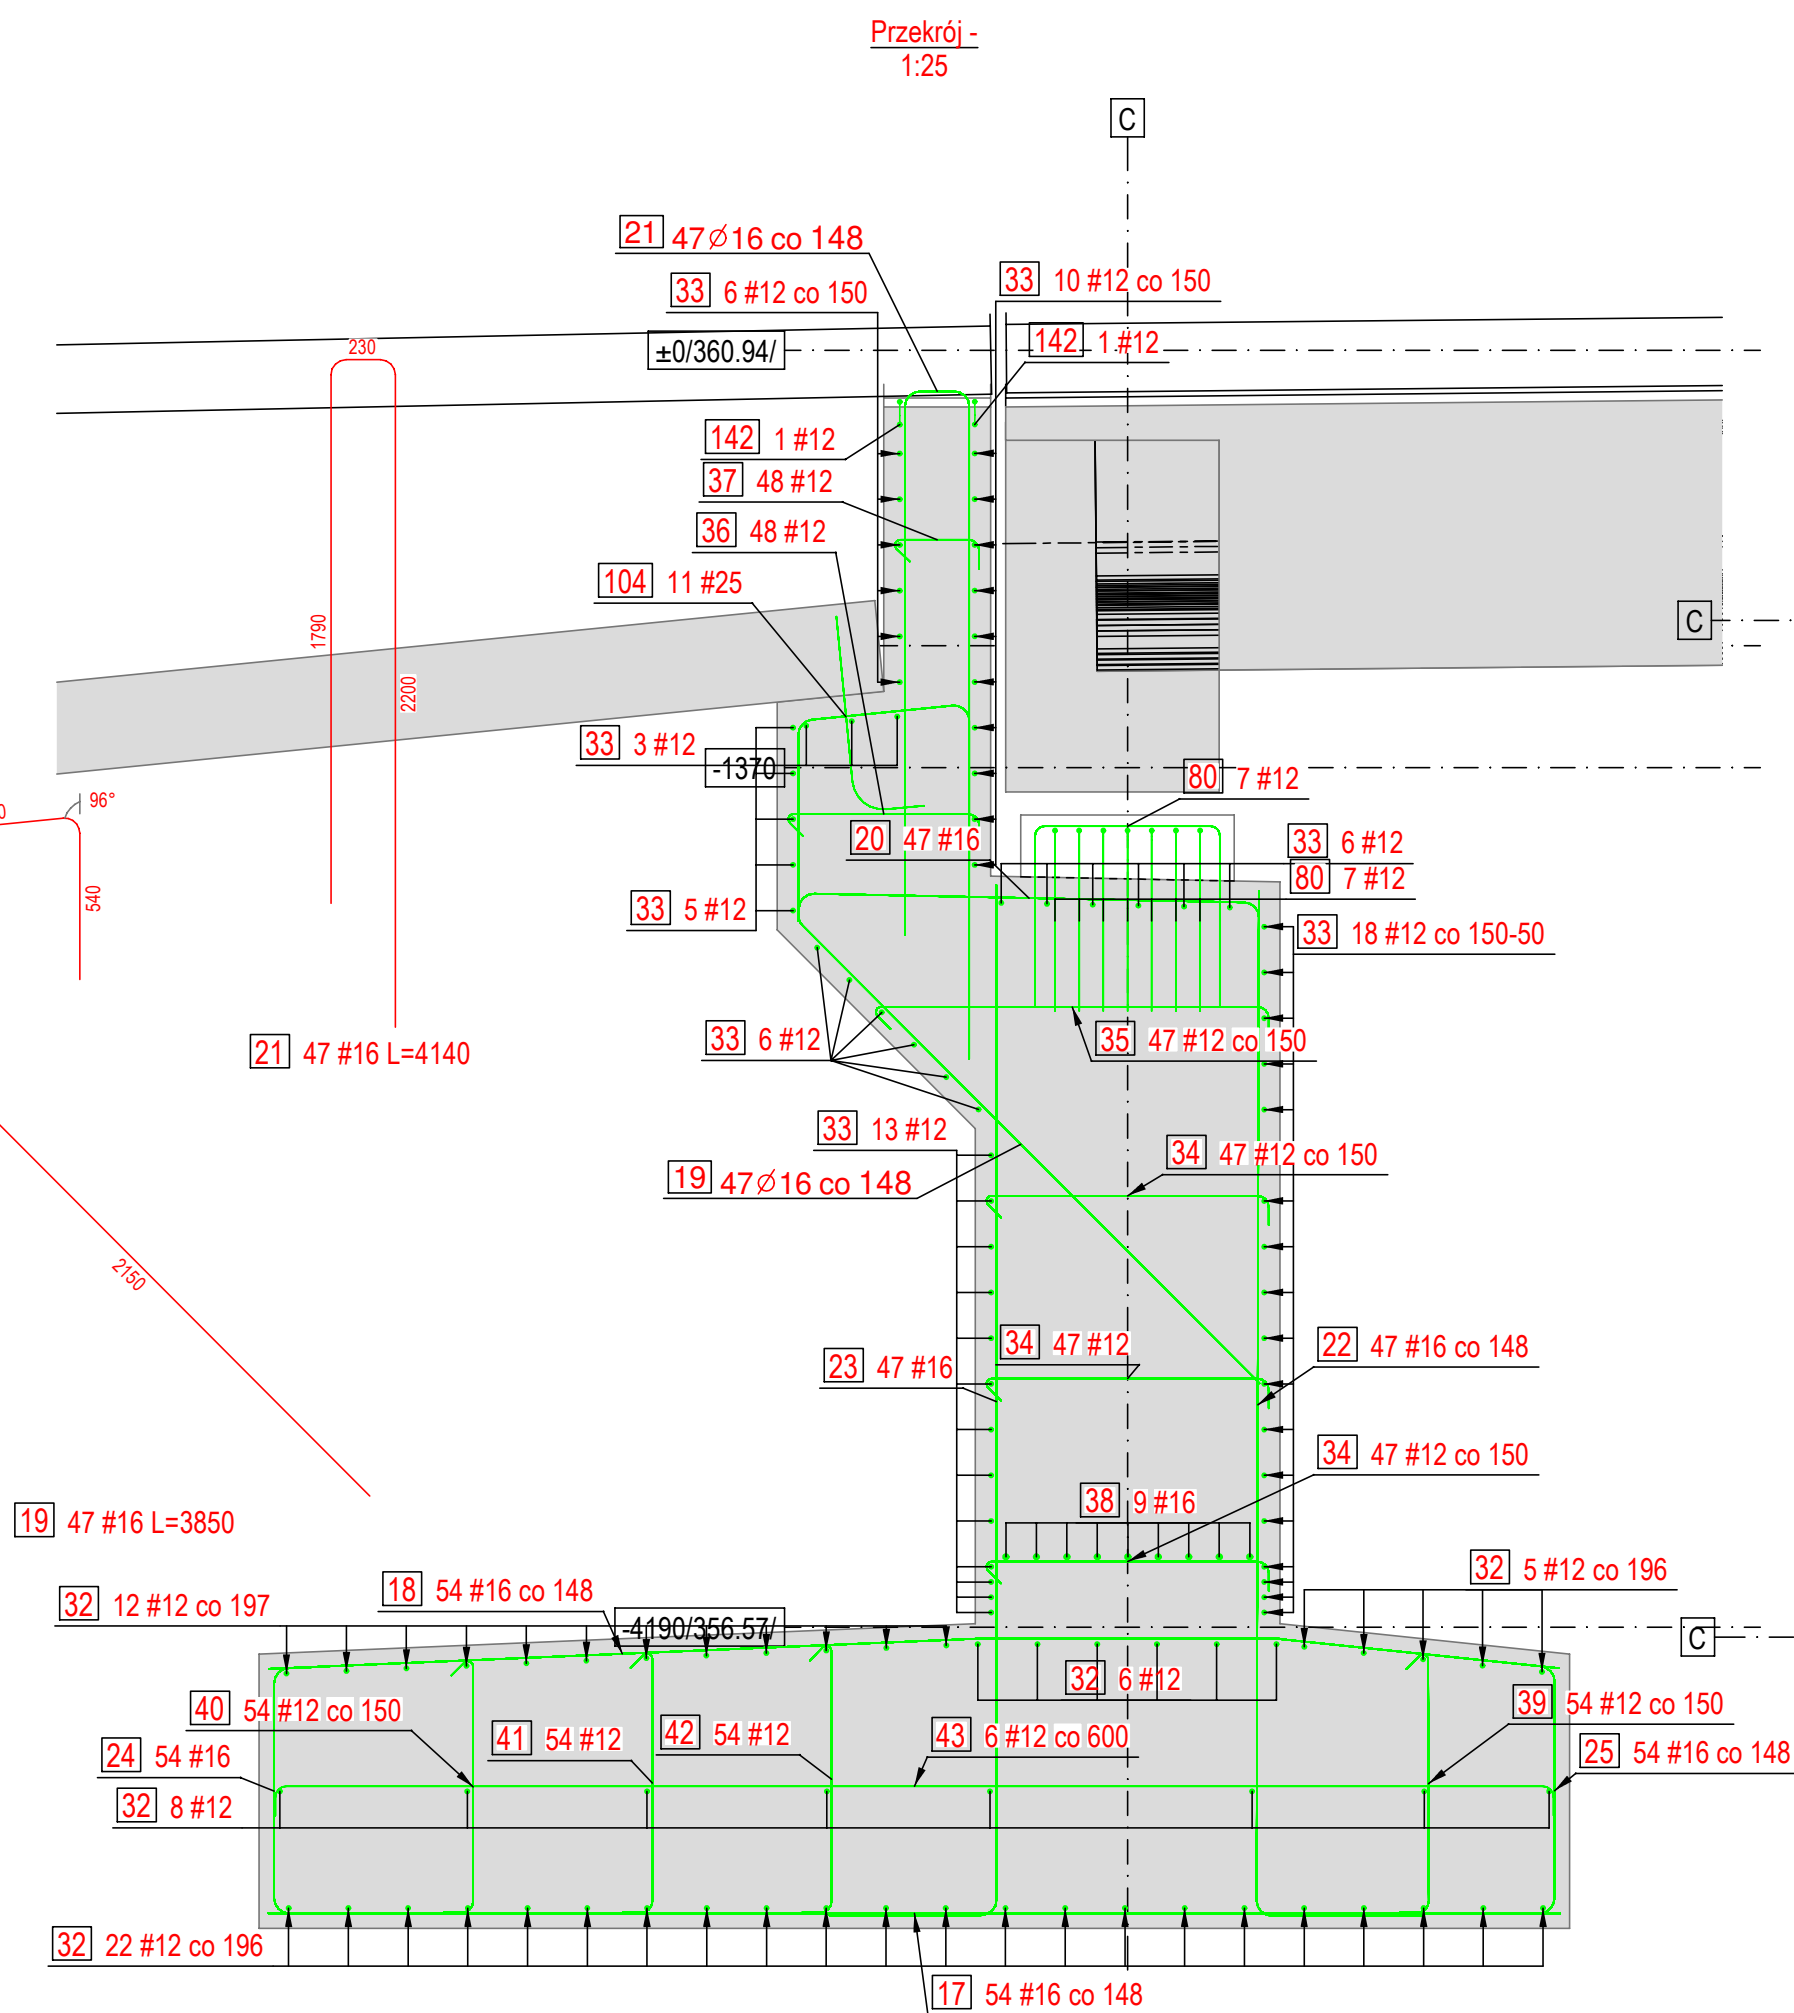 Przekrój -
1:25
C
21 47∅16 co 148
33 6 #12 co 150
33 10 #12 co 150
±0/360.94/
142 1 #12
230
142 1 #12
37 48 #12
36 48 #12
104 11 #25
1790
2200
C
33 3 #12
-1370
80 7 #12
96°
20 47 #16
33 6 #12
80 7 #12
540
33 5 #12
33 18 #12 co 150-50
33 6 #12
35 47 #12 co 150
21 47 #16 L=4140
33 13 #12
34 47 #12 co 150
19 47∅16 co 148
2150
34 47 #12
22 47 #16 co 148
23 47 #16
34 47 #12 co 150
38 9 #16
19 47 #16 L=3850
32 5 #12 co 196
18 54 #16 co 148
32 12 #12 co 197
-4190/356.57/
C
32 6 #12
40 54 #12 co 150
39 54 #12 co 150
41 54 #12
42 54 #12
43 6 #12 co 600
24 54 #16
25 54 #16 co 148
32 8 #12
32 22 #12 co 196
17 54 #16 co 148